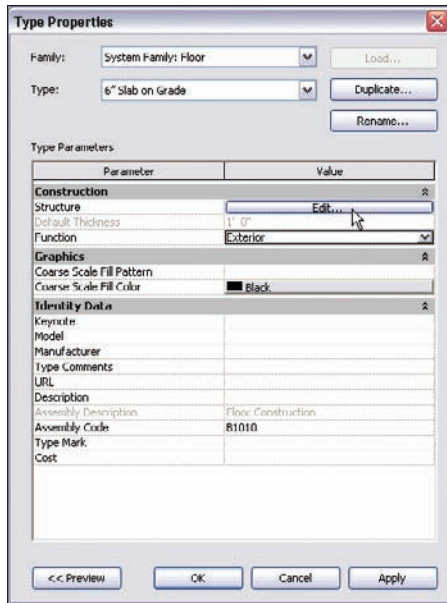 Type Properties
Family: System Family: Floor Load...
Type: 6" Slab on Grade Duplicate...
Rename...
Type Parameters
Parameter Value
Construction
Structure Edit...
Default Thickness 1' 0"
Function Exterior
Graphics
Coarse Scale Fill Pattern
Coarse Scale Fill Color Black
Identity Data
Keynote
Model
Manufacturer
Type Comments
URL
Description
Assembly Description Floor Construction
Assembly Code B1010
Type Mark
Cost
<< Preview OK Cancel Apply